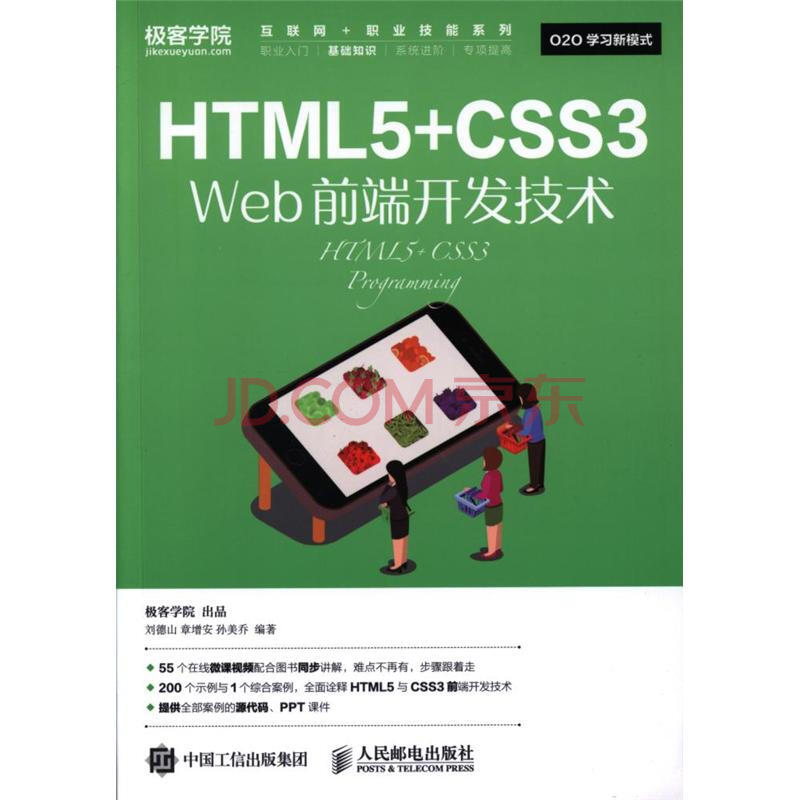 极客学院
jikexueyuan.com
互联网+职业技能系列
职业入门 | 基础知识 | 系统进阶 | 专项提高
O2O 学习新模式
HTML5+CSS3
Web 前端开发技术
HTML5+ CSS3
Programming
JD.COM 京东
极客学院 出品
刘德山 章增安 孙美乔 编著
55 个在线微课视频配合图书同步讲解，难点不再有，步骤跟着走
200 个示例与 1 个综合案例，全面诠释 HTML5 与 CSS3 前端开发技术
提供全部案例的源代码、PPT 课件
中国工信出版集团
人民邮电出版社
POSTS & TELECOM PRESS